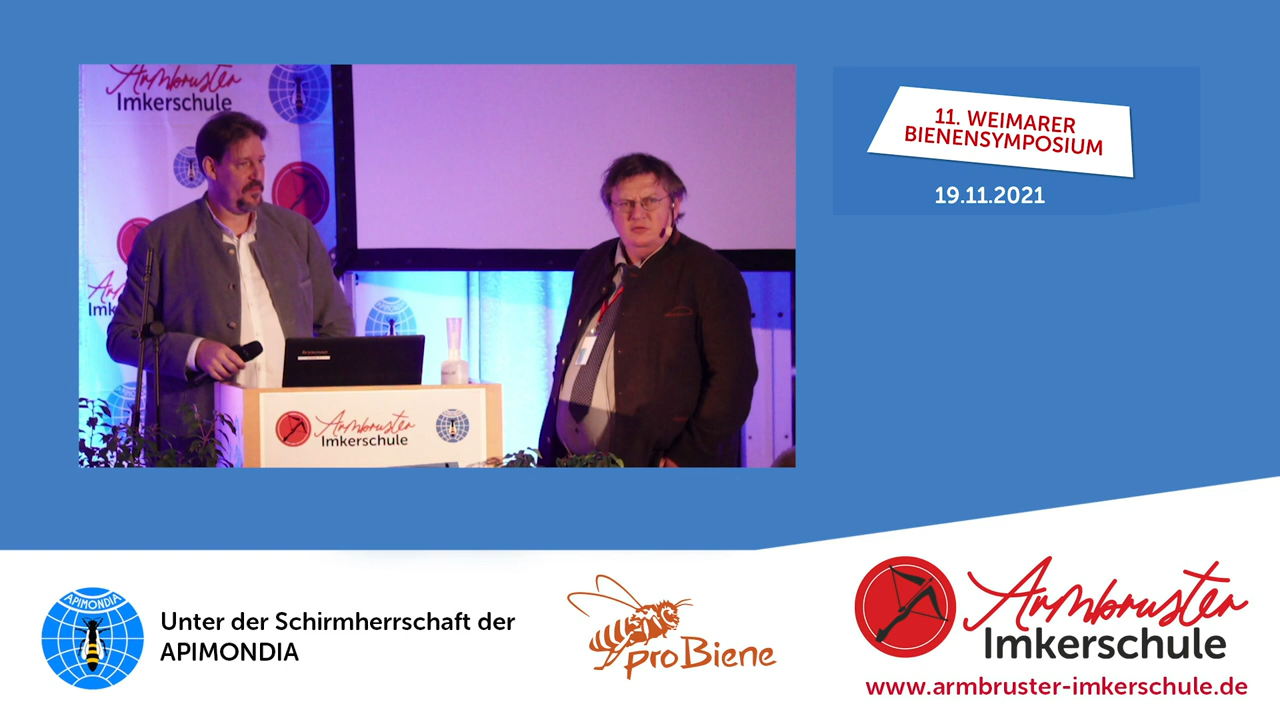 Armbruster
Imkerschule
11. WEIMARER
BIENENSYMPOSIUM
19.11.2021
Armbruster
Imkerschule
APIMONDIA
Unter der Schirmherrschaft der
APIMONDIA
proBiene
Armbruster
Imkerschule
www.armbruster-imkerschule.de